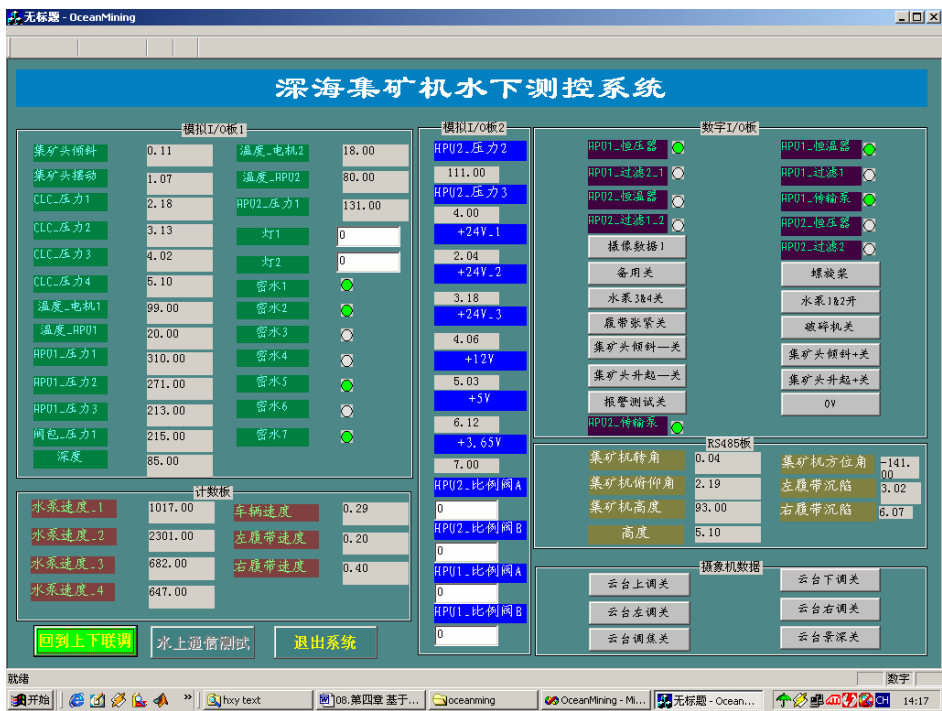 无标题 - OceanMining
深海集矿机水下测控系统
模拟I/O板1
集矿头倾斜 0.11 温度_电机2 18.00
集矿头摆动 1.07 温度_HPU2 80.00
CLC_压力1 2.18 HPU2_压力1 131.00
CLC_压力2 3.13 灯1 0
CLC_压力3 4.02 灯2 0
CLC_压力4 5.10 密水1
温度_电机1 99.00 密水2
温度_HPU1 20.00 密水3
HPU1_压力1 310.00 密水4
HPU1_压力2 271.00 密水5
HPU1_压力3 213.00 密水6
阀包_压力1 215.00 密水7
深度 85.00
计数板
水泵速度_1 1017.00 车辆速度 0.29
水泵速度_2 2301.00 左履带速度 0.20
水泵速度_3 682.00 右履带速度 0.40
水泵速度_4 647.00
回到上下联调 水上通信测试 退出系统
模拟I/O板2
HPU2_压力2
111.00
HPU2_压力3
4.00
+24V_1
2.04
+24V_2
3.18
+24V_3
4.06
+12V
5.03
+5V
6.12
+3.65V
7.00
HPU2_比例阀A
0
HPU2_比例阀B
0
HPU1_比例阀A
0
HPU1_比例阀B
0
数字I/O板
HPU1_恒压器 HPU1_恒温器
HPU1_过滤2_1 HPU1_过滤1
HPU2_恒温器 HPU1_传输泵
HPU2_过滤1_2 HPU2_恒压器
摄像数据1 HPU2_过滤2
备用关 螺旋桨
水泵3&4关 水泵1&2开
履带张紧关 破碎机关
集矿头倾斜—关 集矿头倾斜+关
集矿头升起—关 集矿头升起+关
报警测试关 0V
HPU2_传输泵
RS485板
集矿机转角 0.04 集矿机方位角 -141.00
集矿机俯仰角 2.19 左履带沉陷 3.02
集矿机高度 93.00 右履带沉陷 6.07
高度 5.10
摄象机数据
云台上调关 云台下调关
云台左调关 云台右调关
云台调焦关 云台景深关
就绪 数字
开始 » hxy text 08.第四章 基于... oceanming OceanMining - Mi... 无标题 - Ocean... CH 14:17